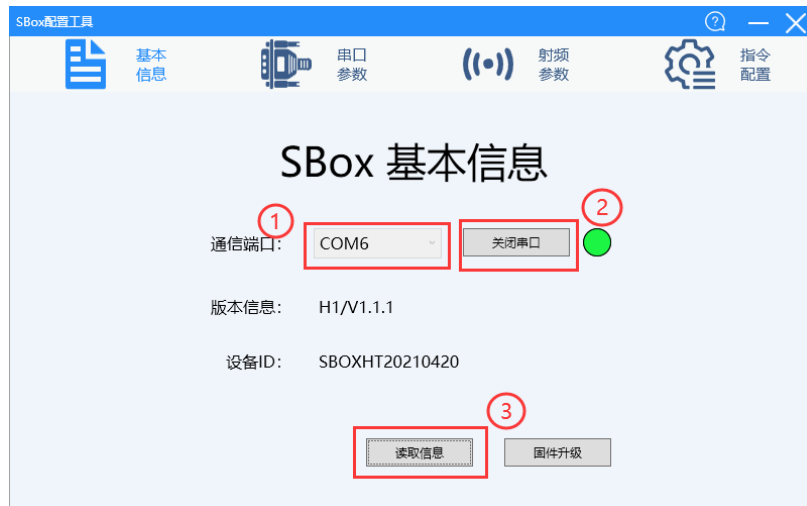 SBox配置工具
基本
信息
串口
参数
射频
参数
指令
配置
SBox 基本信息
①
②
通信端口：
COM6
关闭串口
版本信息：
H1/V1.1.1
设备ID：
SBOXHT20210420
③
读取信息
固件升级